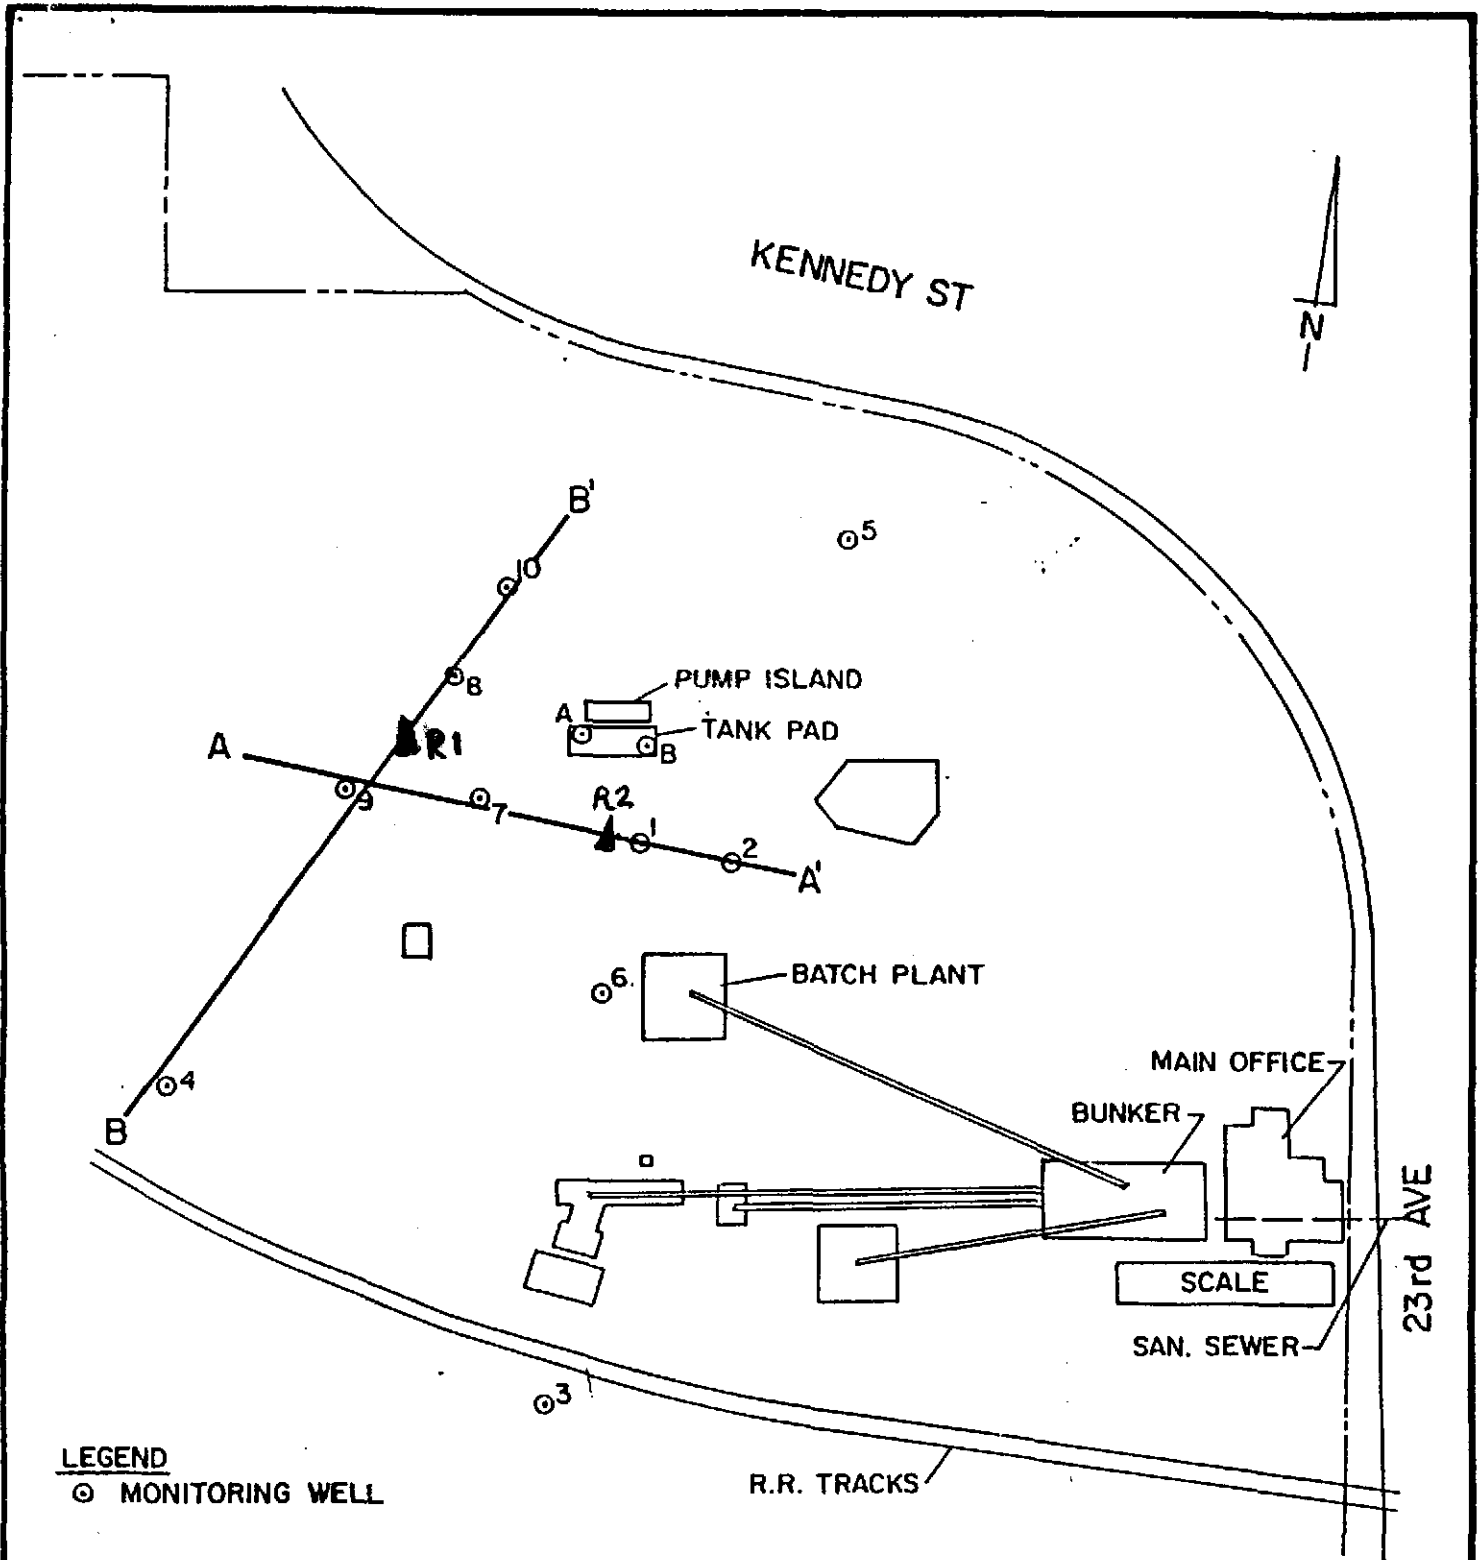 KENNEDY ST
N
B'
5
10
8
PUMP ISLAND
A
TANK PAD
B
R1
A
9
7
R2
1
2
A'
6
BATCH PLANT
4
B
MAIN OFFICE
BUNKER
23rd AVE
SCALE
SAN. SEWER
3
LEGEND
MONITORING WELL
R.R. TRACKS